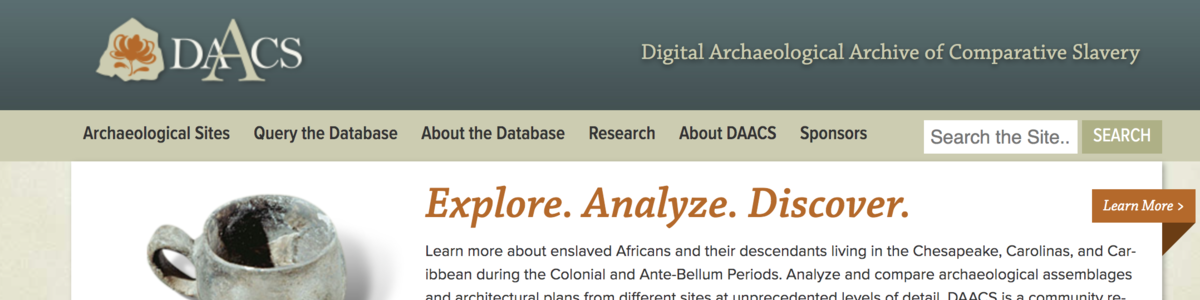 DAACS
Digital Archaeological Archive of Comparative Slavery
Archaeological Sites Query the Database About the Database Research About DAACS Sponsors Search the Site.. SEARCH
Explore. Analyze. Discover.
Learn More >
Learn more about enslaved Africans and their descendants living in the Chesapeake, Carolinas, and Car-
ibbean during the Colonial and Ante-Bellum Periods. Analyze and compare archaeological assemblages
and architectural plans from different sites at unprecedented levels of detail. DAACS is a community re-